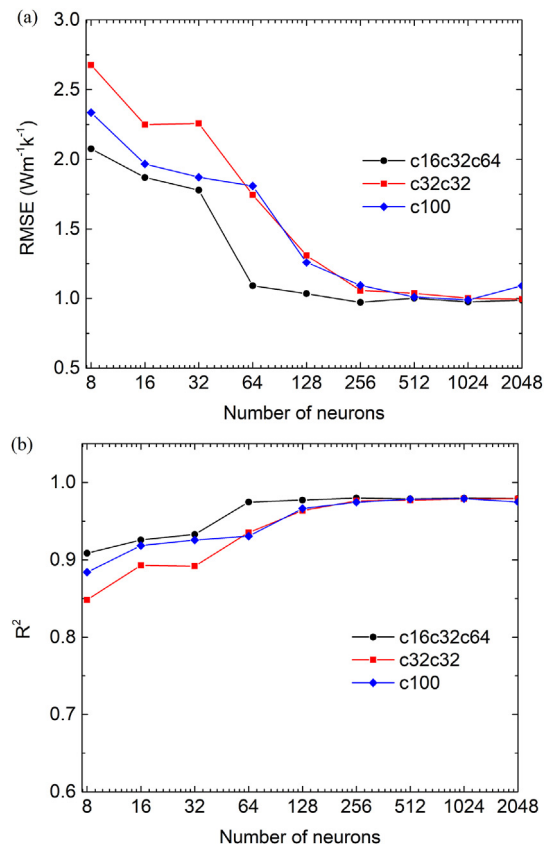 (a)
3.0
2.5
2.0
1.5
1.0
0.5
RMSE (Wm⁻¹k⁻¹)
c16c32c64
c32c32
c100
8 16 32 64 128 256 512 1024 2048
Number of neurons
(b)
1.0
0.9
0.8
0.7
0.6
R²
c16c32c64
c32c32
c100
8 16 32 64 128 256 512 1024 2048
Number of neurons